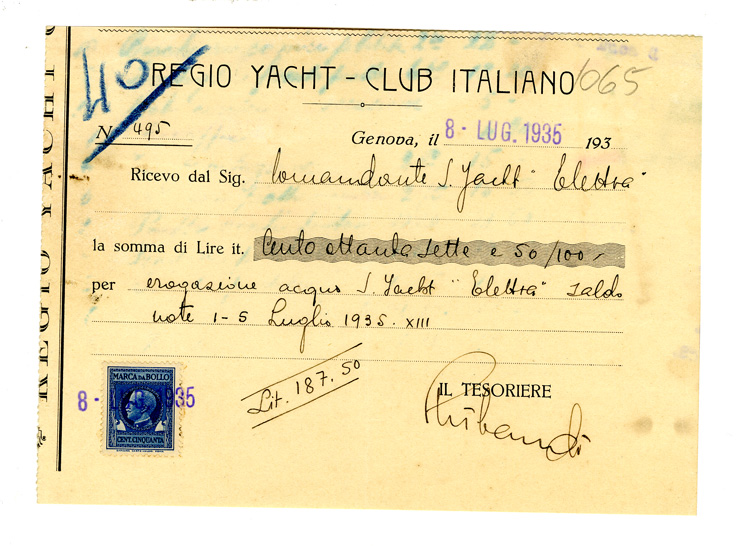 40
REGIO YACHT-CLUB ITALIANO 1065
N. 495
Genova, il 8 - LUG. 1935 193
Ricevo dal Sig. Comandante S. Yacht "Elettra"
la somma di Lire it. Cento ottanta sette e 50/100-
per erogazione acqua S. Yacht "Elettra" saldo
note 1-5 Luglio 1935. XIII
Lit. 187.50
IL TESORIERE
MARCA DA BOLLO
8 - LUG 1935
CENT. CINQUANTA
REGIO YACHT